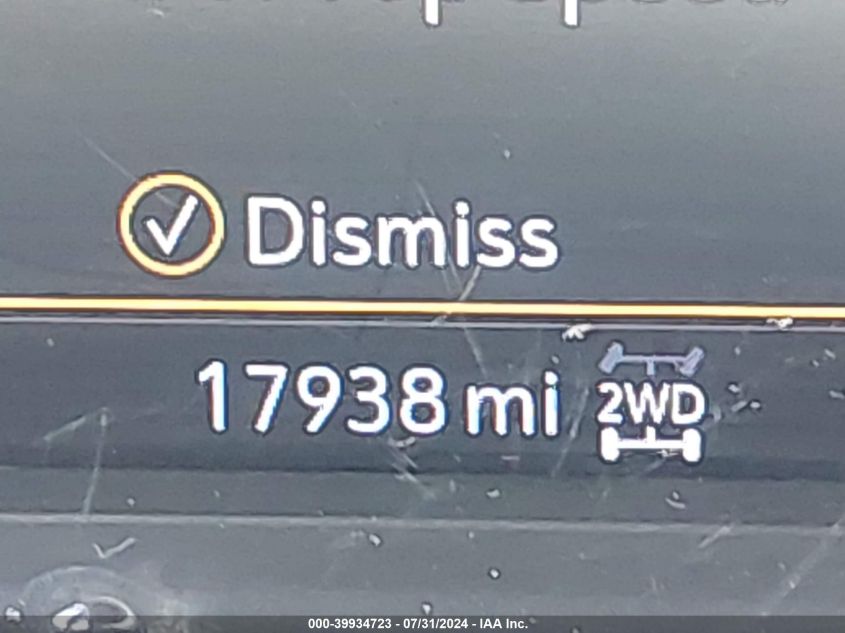 Dismiss
17938 mi 2WD
000-39934723 - 07/31/2024 - IAA Inc.